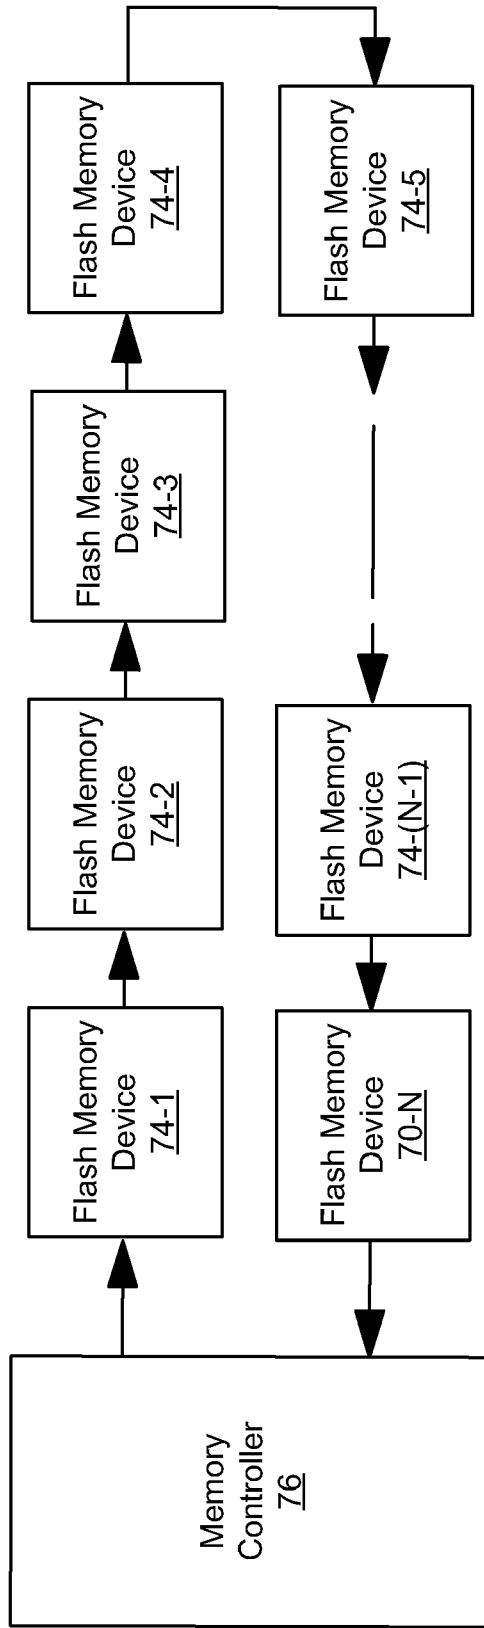 Memory
Controller
76
Flash Memory
Device
74-1
Flash Memory
Device
74-2
Flash Memory
Device
74-3
Flash Memory
Device
74-4
Flash Memory
Device
74-5
Flash Memory
Device
74-(N-1)
Flash Memory
Device
70-N